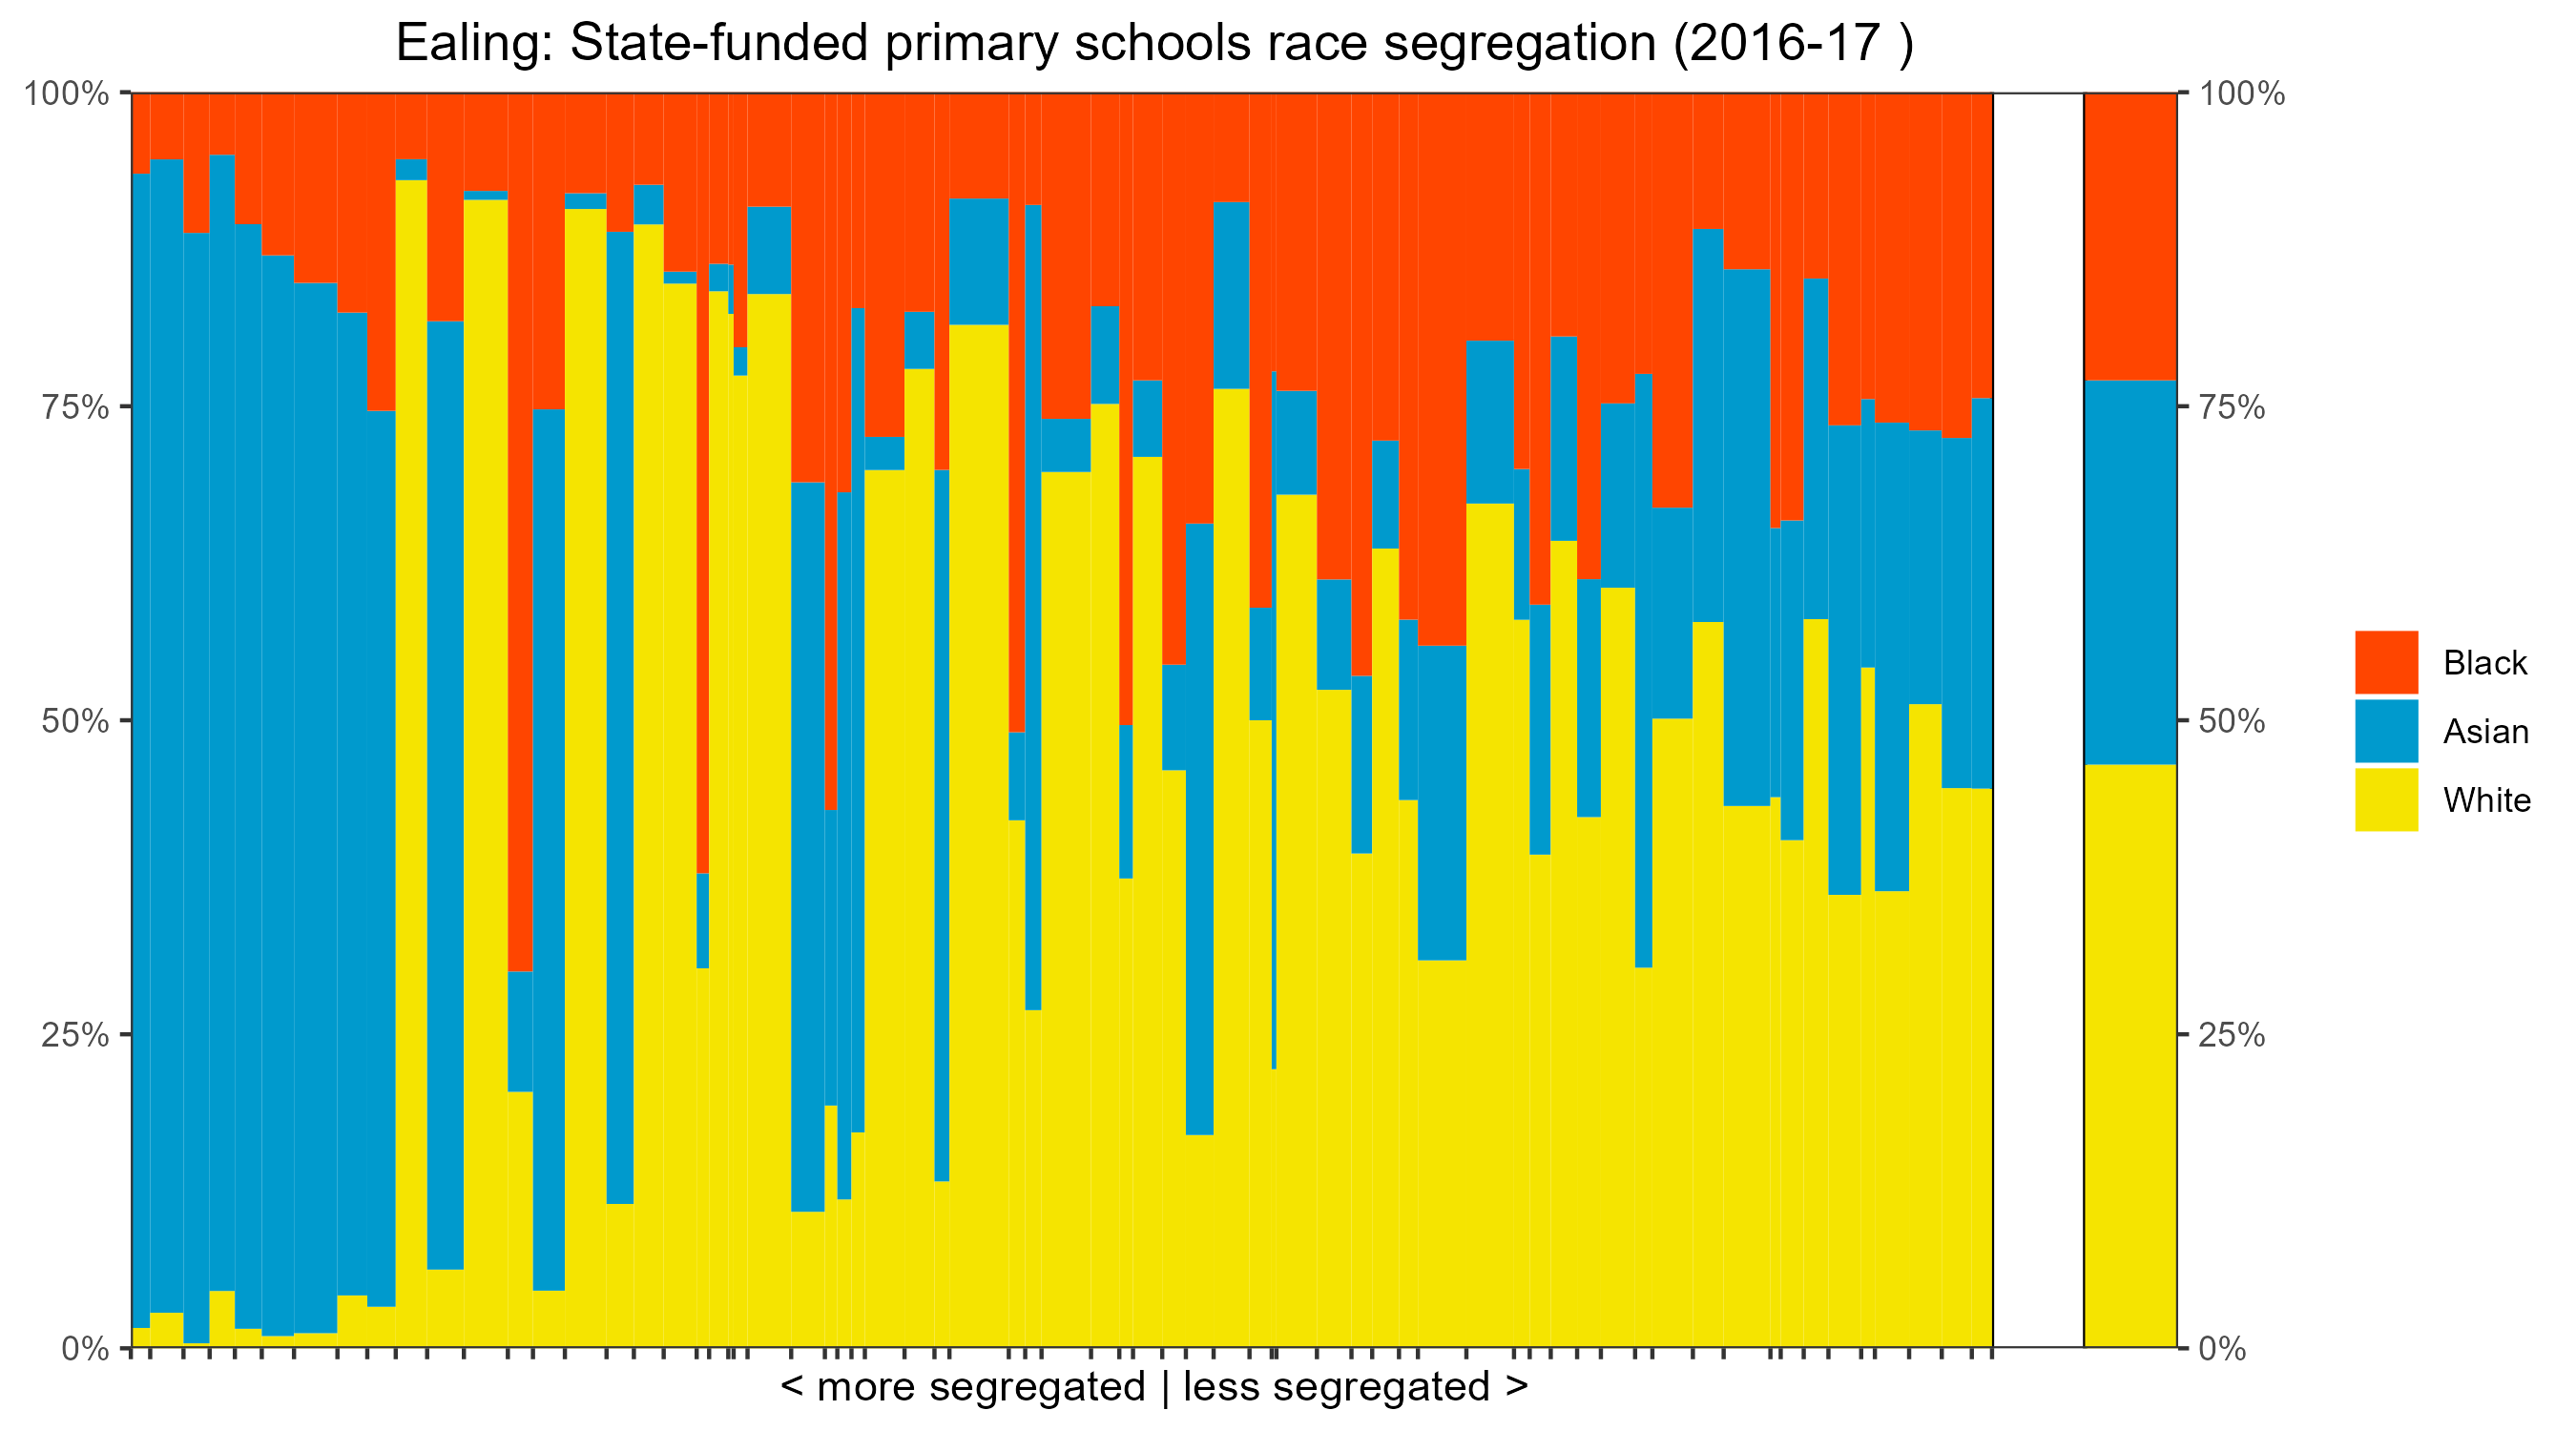 Ealing: State-funded primary schools race segregation (2016-17 )
100%
75%
50%
25%
0%
100%
75%
50%
25%
0%
Black
Asian
White
< more segregated | less segregated >